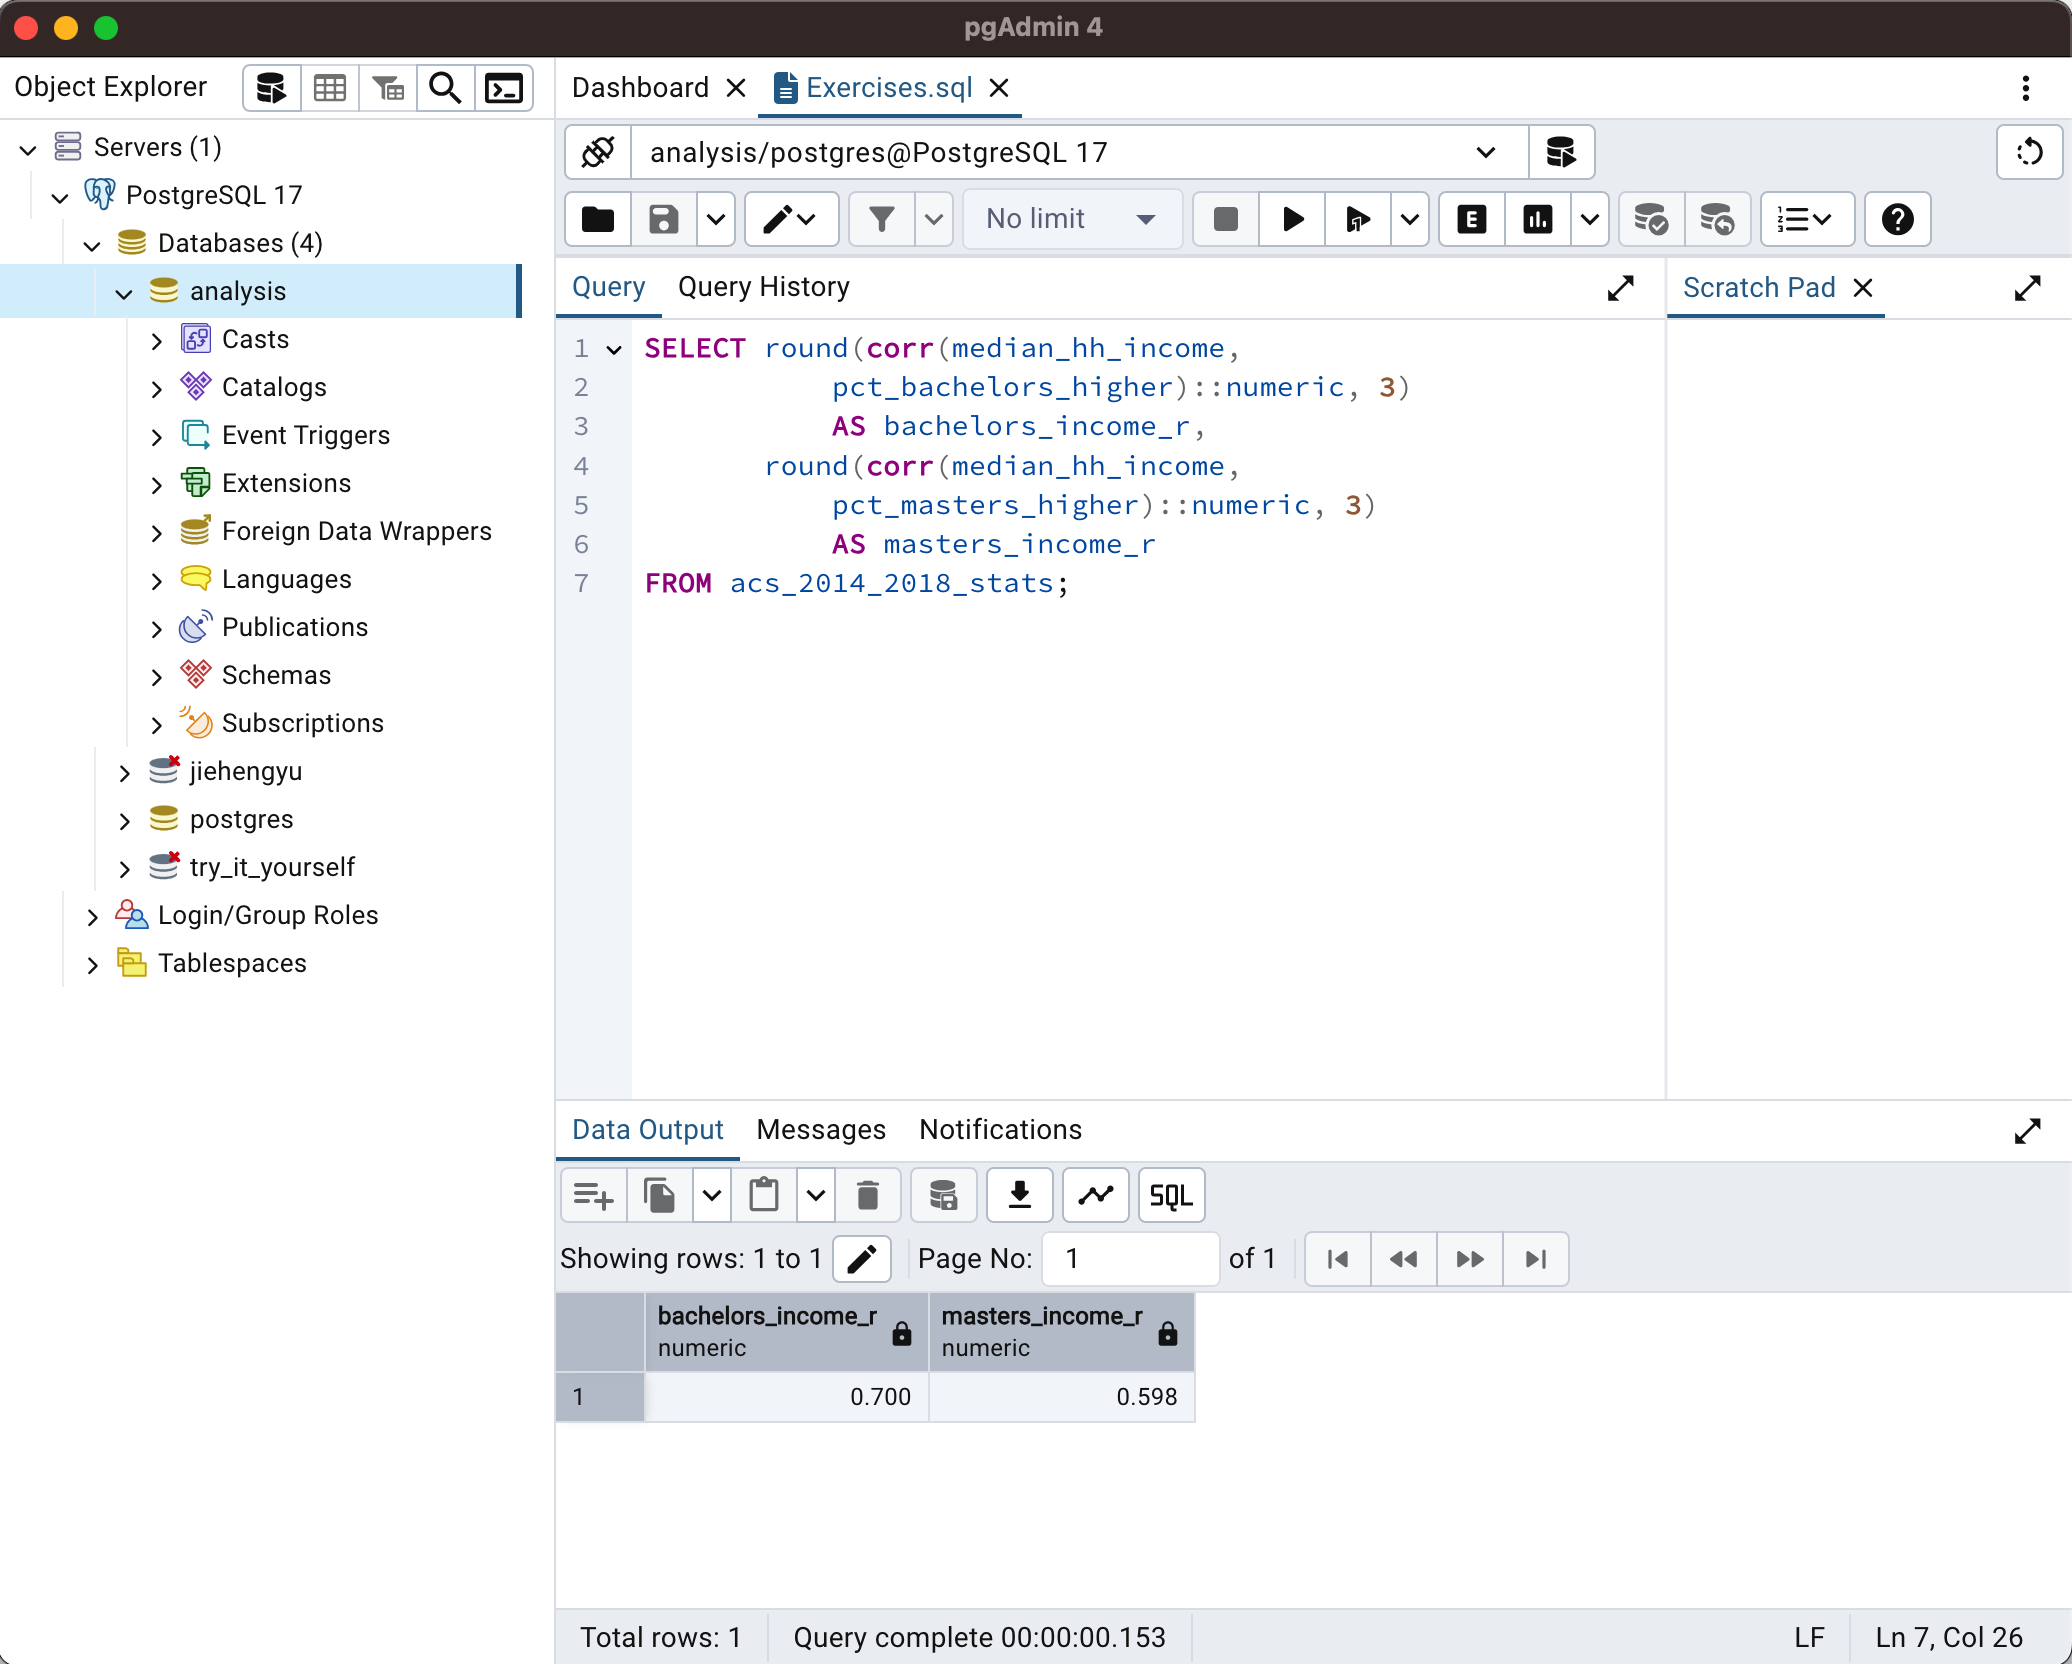 pgAdmin 4
Object Explorer
Servers (1)
PostgreSQL 17
Databases (4)
analysis
Casts
Catalogs
Event Triggers
Extensions
Foreign Data Wrappers
Languages
Publications
Schemas
Subscriptions
jiehengyu
postgres
try_it_yourself
Login/Group Roles
Tablespaces
Dashboard
Exercises.sql
analysis/postgres@PostgreSQL 17
No limit
E
Query
Query History
Scratch Pad
1 SELECT round(corr(median_hh_income,
2 pct_bachelors_higher)::numeric, 3)
3 AS bachelors_income_r,
4 round(corr(median_hh_income,
5 pct_masters_higher)::numeric, 3)
6 AS masters_income_r
7 FROM acs_2014_2018_stats;
Data Output
Messages
Notifications
SQL
Showing rows: 1 to 1
Page No: 1 of 1
bachelors_income_r
numeric
masters_income_r
numeric
1 0.700 0.598
Total rows: 1
Query complete 00:00:00.153
LF
Ln 7, Col 26